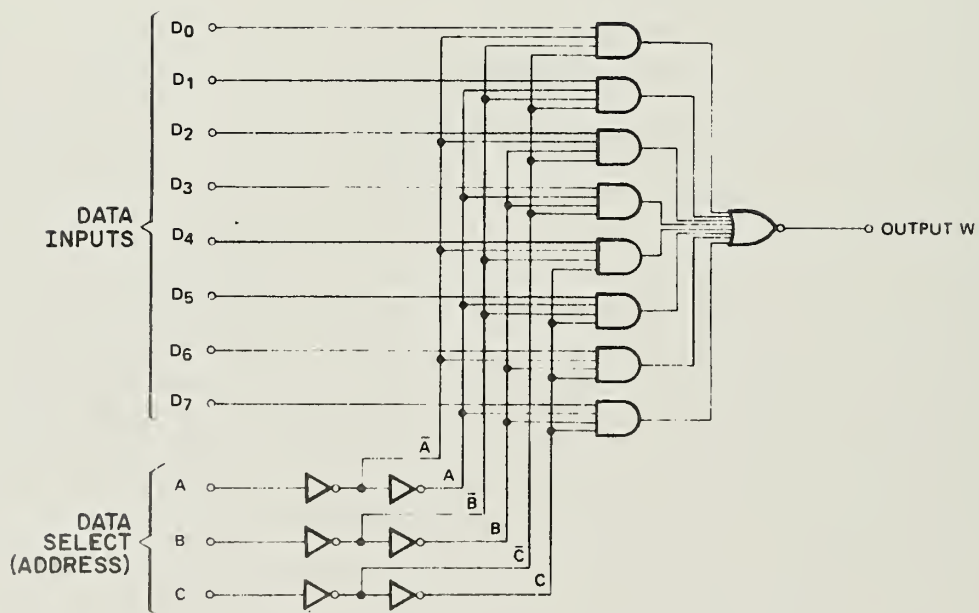 D0
D1
D2
D3
DATA
INPUTS
D4
OUTPUT W
D5
D6
D7
Ā
A
A
B̄
DATA
SELECT
(ADDRESS)
B
B
C̄
C
C